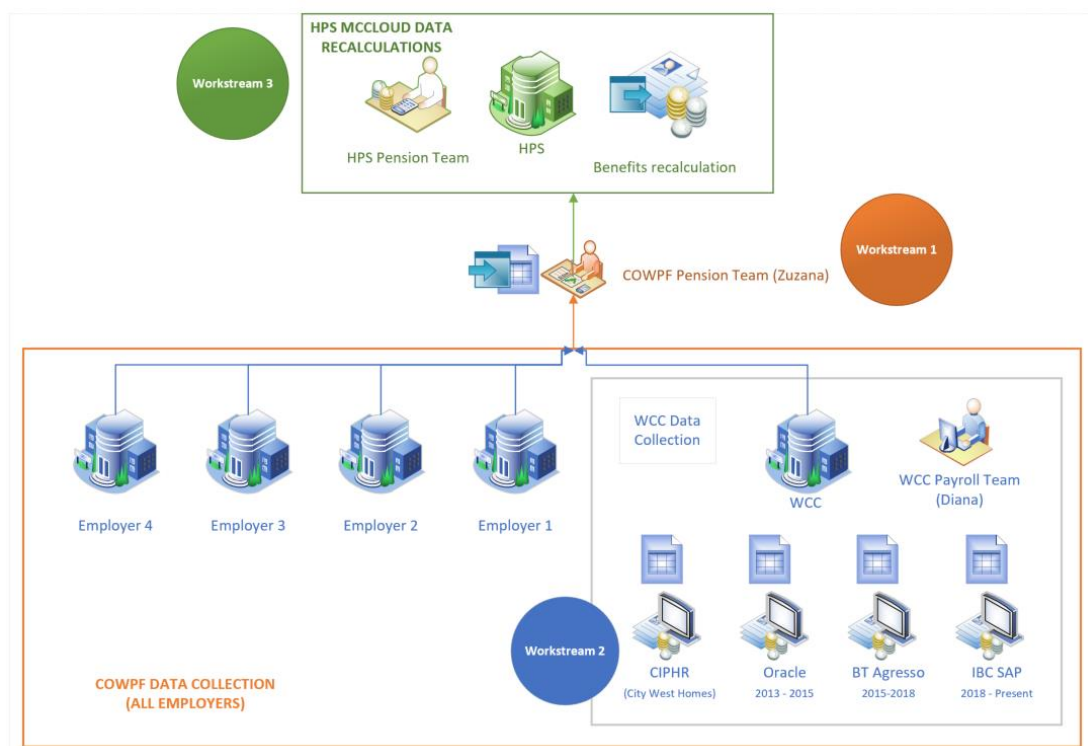 HPS MCCLOUD DATA
RECALCULATIONS
Workstream 3
HPS Pension Team
HPS
Benefits recalculation
Workstream 1
COWPF Pension Team (Zuzana)
WCC Data
Collection
WCC
WCC Payroll Team
(Diana)
Employer 4
Employer 3
Employer 2
Employer 1
Workstream 2
CIPHR
(City West Homes)
Oracle
2013 - 2015
BT Agresso
2015-2018
IBC SAP
2018 - Present
COWPF DATA COLLECTION
(ALL EMPLOYERS)